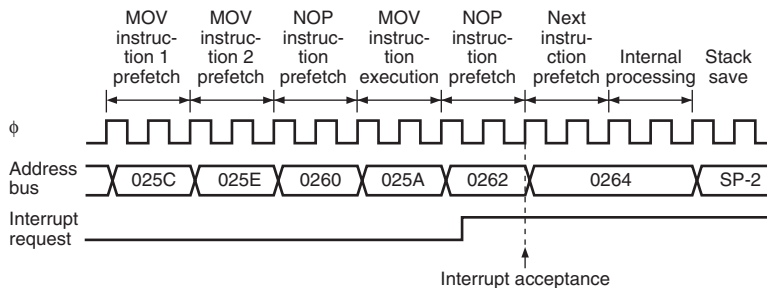 MOV instruc-tion 1 prefetch
MOV instruc-tion 2 prefetch
NOP instruc-tion prefetch
MOV instruc-tion execution
NOP instruc-tion prefetch
Next instru-ction prefetch
Internal processing
Stack save
ϕ
Address bus
025C 025E 0260 025A 0262 0264 SP-2
Interrupt request
Interrupt acceptance